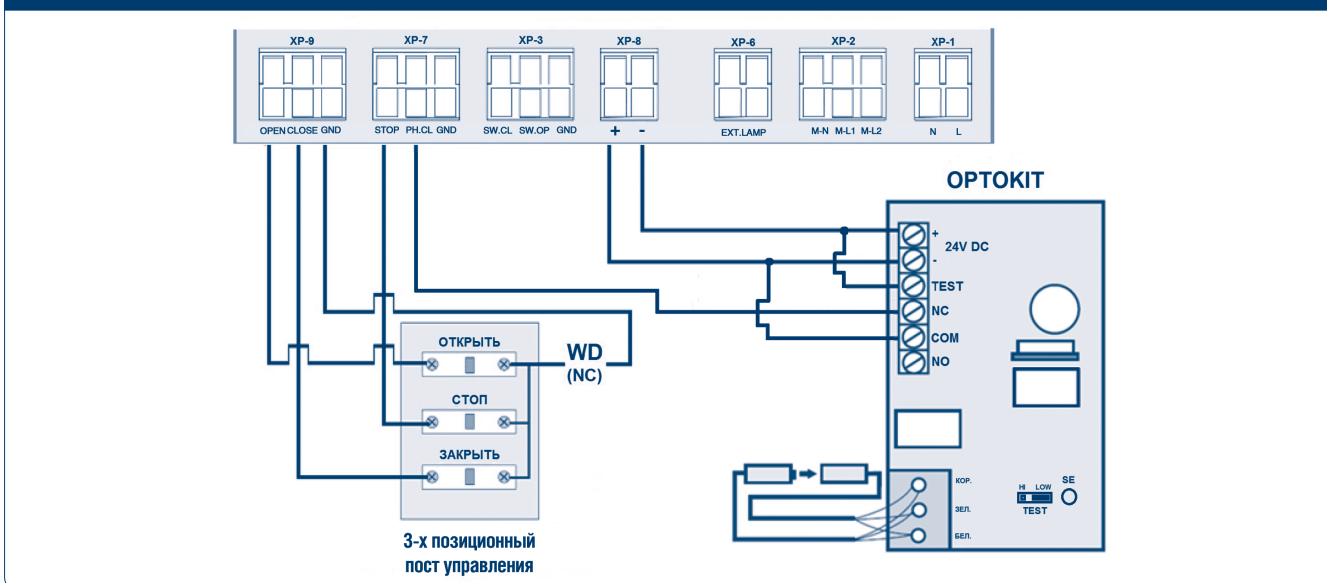 XP-9 XP-7 XP-3 XP-8 XP-6 XP-2 XP-1
OPEN CLOSE GND STOP PH.CL GND SW.CL SW.OP GND + - EXT.LAMP M-N M-L1 M-L2 N L
OPTOKIT
+
24V DC
-
TEST
NC
COM
NO
ОТКРЫТЬ
WD
(NC)
СТОП
ЗАКРЫТЬ
КОР.
ЗЕЛ.
БЕЛ.
HI LOW
TEST
SE
3-х позиционный
пост управления